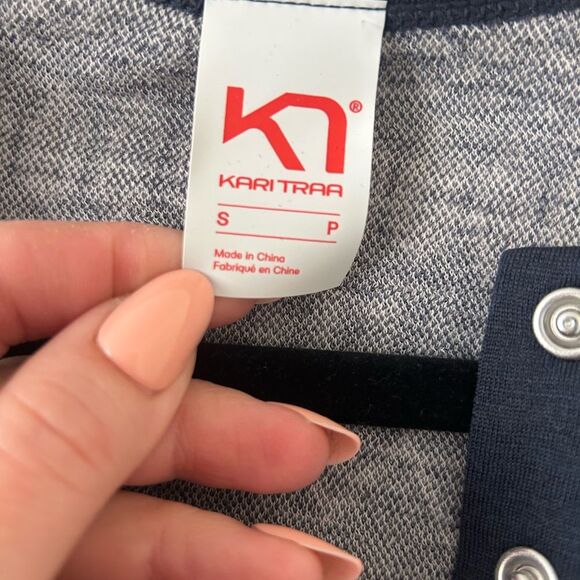 ®
KARI TRAA
S P
Made in China
Fabriqué en Chine